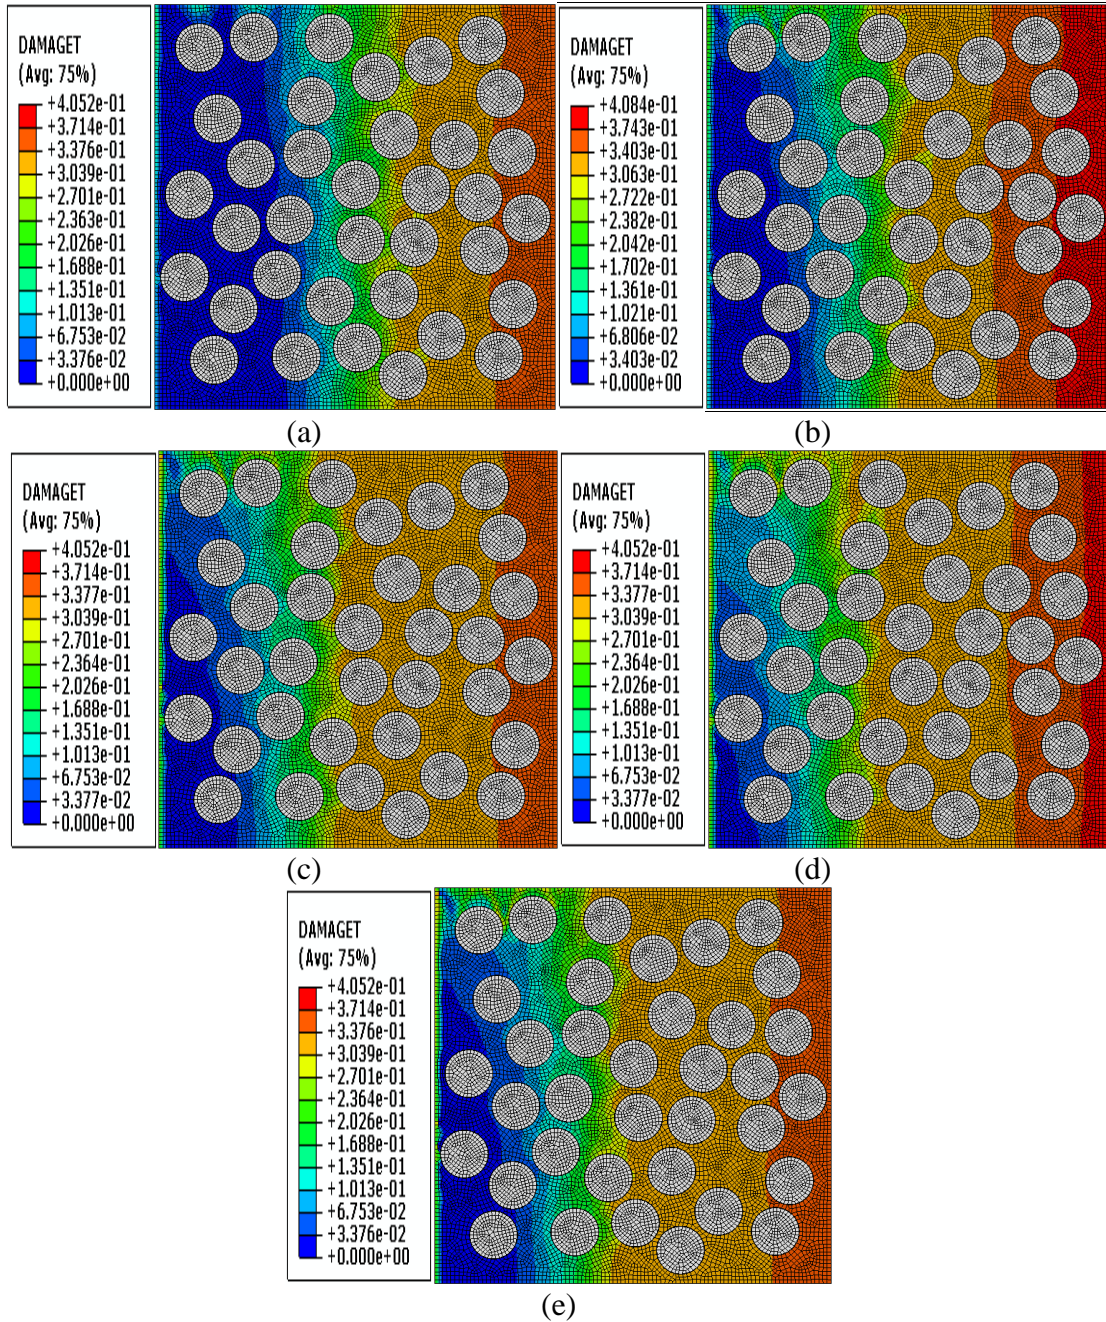 DAMAGET
(Avg: 75%)
+4.052e-01
+3.714e-01
+3.376e-01
+3.039e-01
+2.701e-01
+2.363e-01
+2.026e-01
+1.688e-01
+1.351e-01
+1.013e-01
+6.753e-02
+3.376e-02
+0.000e+00
(a)
DAMAGET
(Avg: 75%)
+4.084e-01
+3.743e-01
+3.403e-01
+3.063e-01
+2.722e-01
+2.382e-01
+2.042e-01
+1.702e-01
+1.361e-01
+1.021e-01
+6.806e-02
+3.403e-02
+0.000e+00
(b)
DAMAGET
(Avg: 75%)
+4.052e-01
+3.714e-01
+3.377e-01
+3.039e-01
+2.701e-01
+2.364e-01
+2.026e-01
+1.688e-01
+1.351e-01
+1.013e-01
+6.753e-02
+3.377e-02
+0.000e+00
(c)
DAMAGET
(Avg: 75%)
+4.052e-01
+3.714e-01
+3.377e-01
+3.039e-01
+2.701e-01
+2.364e-01
+2.026e-01
+1.688e-01
+1.351e-01
+1.013e-01
+6.753e-02
+3.377e-02
+0.000e+00
(d)
DAMAGET
(Avg: 75%)
+4.052e-01
+3.714e-01
+3.376e-01
+3.039e-01
+2.701e-01
+2.364e-01
+2.026e-01
+1.688e-01
+1.351e-01
+1.013e-01
+6.753e-02
+3.376e-02
+0.000e+00
(e)